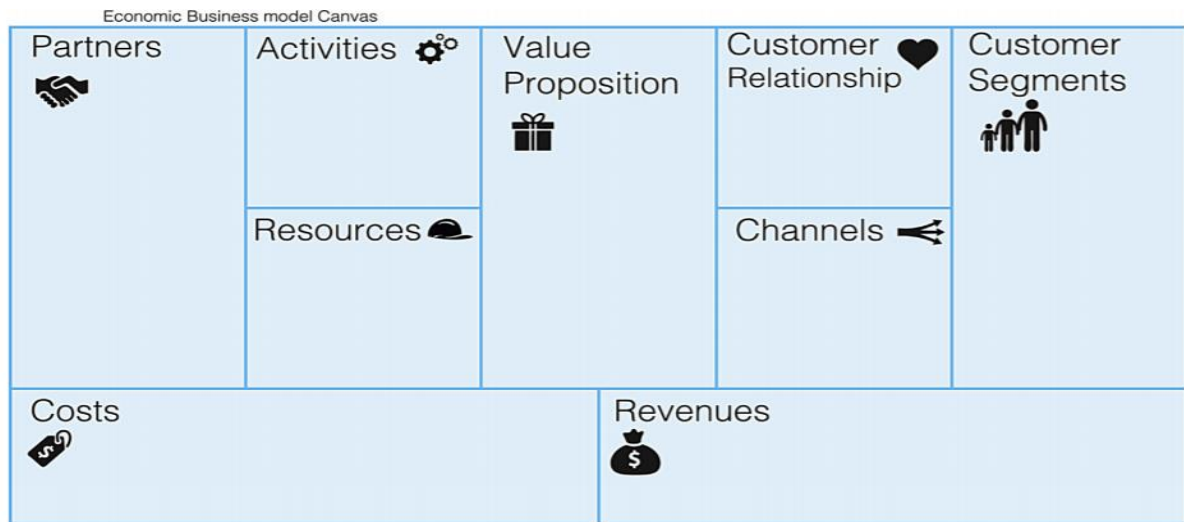 Economic Business model Canvas
Partners
Activities
Value
Proposition
Customer
Relationship
Customer
Segments
Resources
Channels
Costs
$
Revenues
$